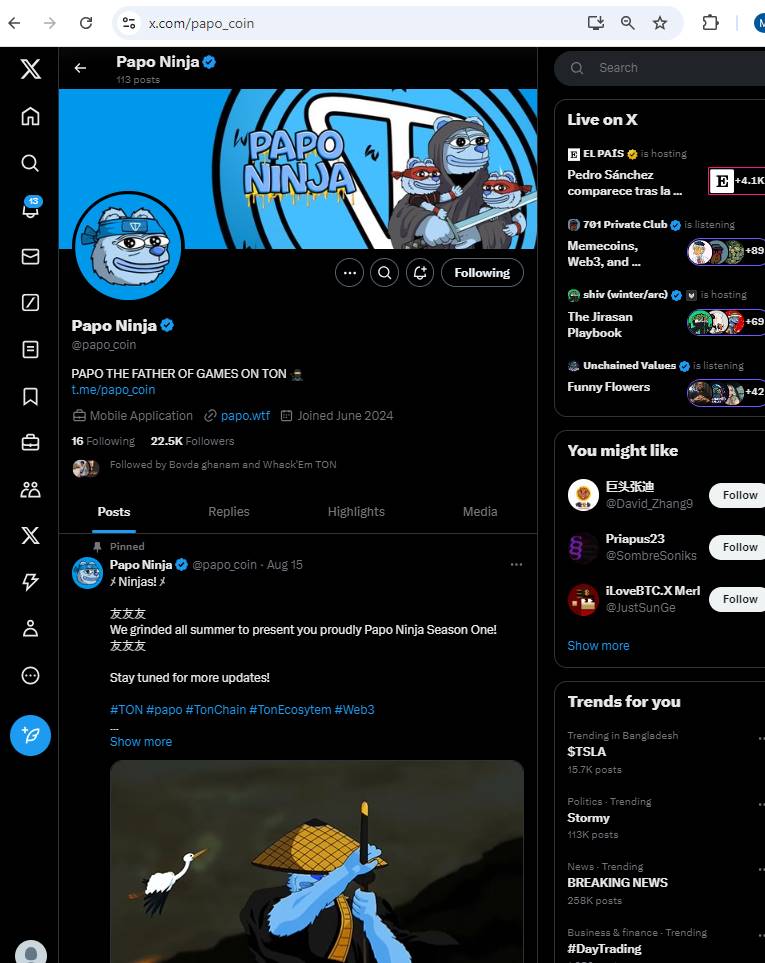 x.com/papo_coin
Papo Ninja
113 posts
PAPO
NINJA
Following
Papo Ninja
@papo_coin
PAPO THE FATHER OF GAMES ON TON 🥷
t.me/papo_coin
Mobile Application papo.wtf Joined June 2024
16 Following 22.5K Followers
Followed by Bovda ghanam and Whack'Em TON
Posts Replies Highlights Media
Pinned
Papo Ninja @papo_coin · Aug 15
Ninjas!
友友友
We grinded all summer to present you proudly Papo Ninja Season One!
友友友
Stay tuned for more updates!
#TON #papo #TonChain #TonEcosytem #Web3
...
Show more
13
Search
Live on X
EL PAÍS is hosting
Pedro Sánchez
comparece tras la ...
E +4.1K
701 Private Club is listening
Memecoins,
Web3, and ...
+89
shiv (winter/arc) is hosting
The Jirasan
Playbook
+69
Unchained Values is listening
Funny Flowers
+42
You might like
巨头张迪
@David_Zhang9
Follow
Priapus23
@SombreSoniks
Follow
iLoveBTC.X Merl
@JustSunGe
Follow
Show more
Trends for you
Trending in Bangladesh
$TSLA
15.7K posts
Politics · Trending
Stormy
113K posts
News · Trending
BREAKING NEWS
258K posts
Business & finance · Trending
#DayTrading